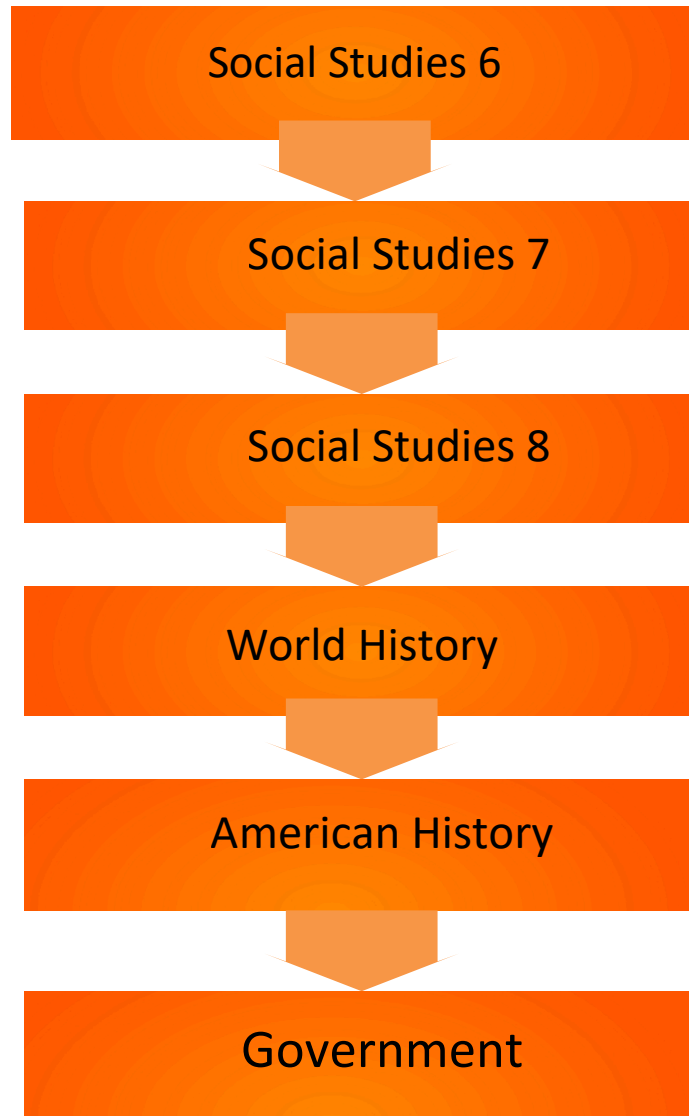 Social Studies 6
Social Studies 7
Social Studies 8
World History
American History
Government